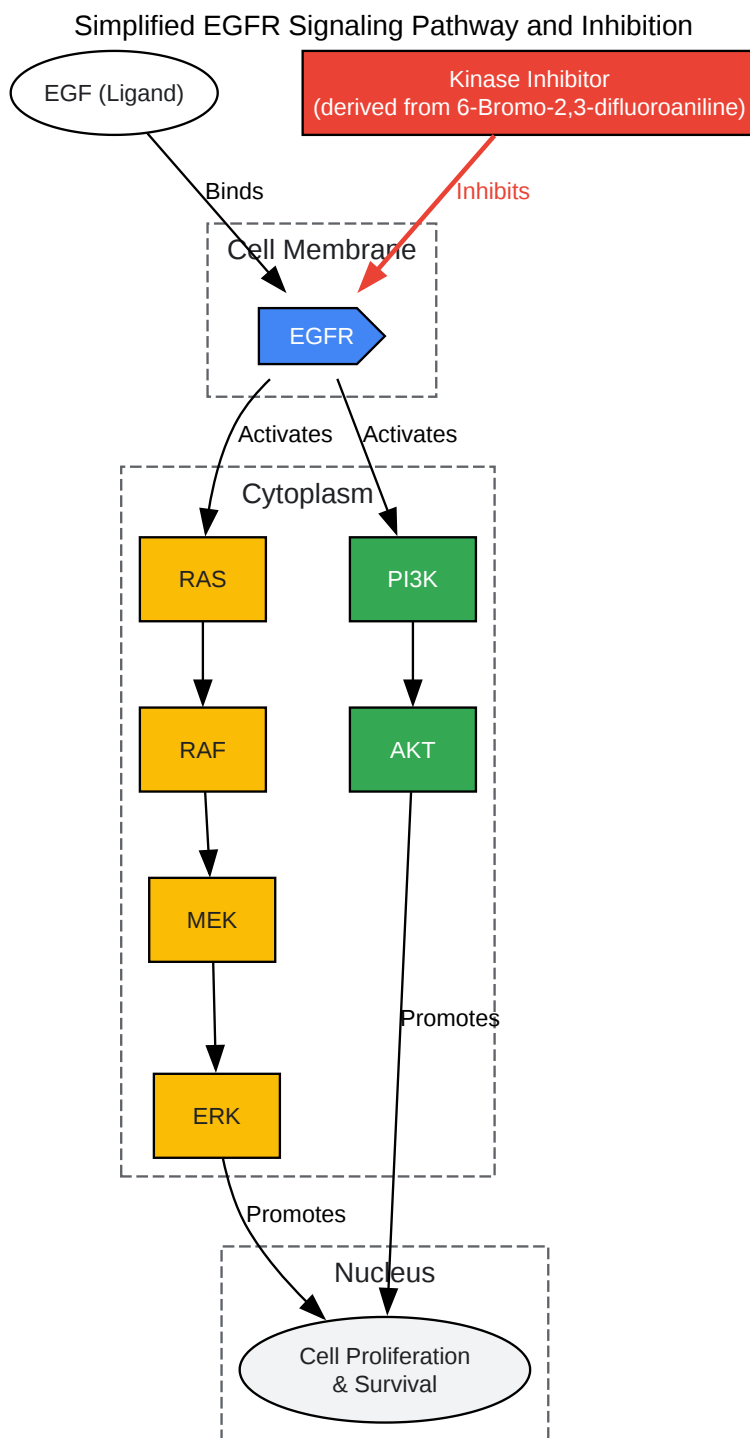 Simplified EGFR Signaling Pathway and Inhibition
EGF (Ligand)
Kinase Inhibitor
(derived from 6-Bromo-2,3-difluoroaniline)
Binds
Inhibits
Cell Membrane
EGFR
Activates
Activates
Cytoplasm
RAS
PI3K
RAF
AKT
MEK
Promotes
ERK
Promotes
Nucleus
Cell Proliferation
& Survival